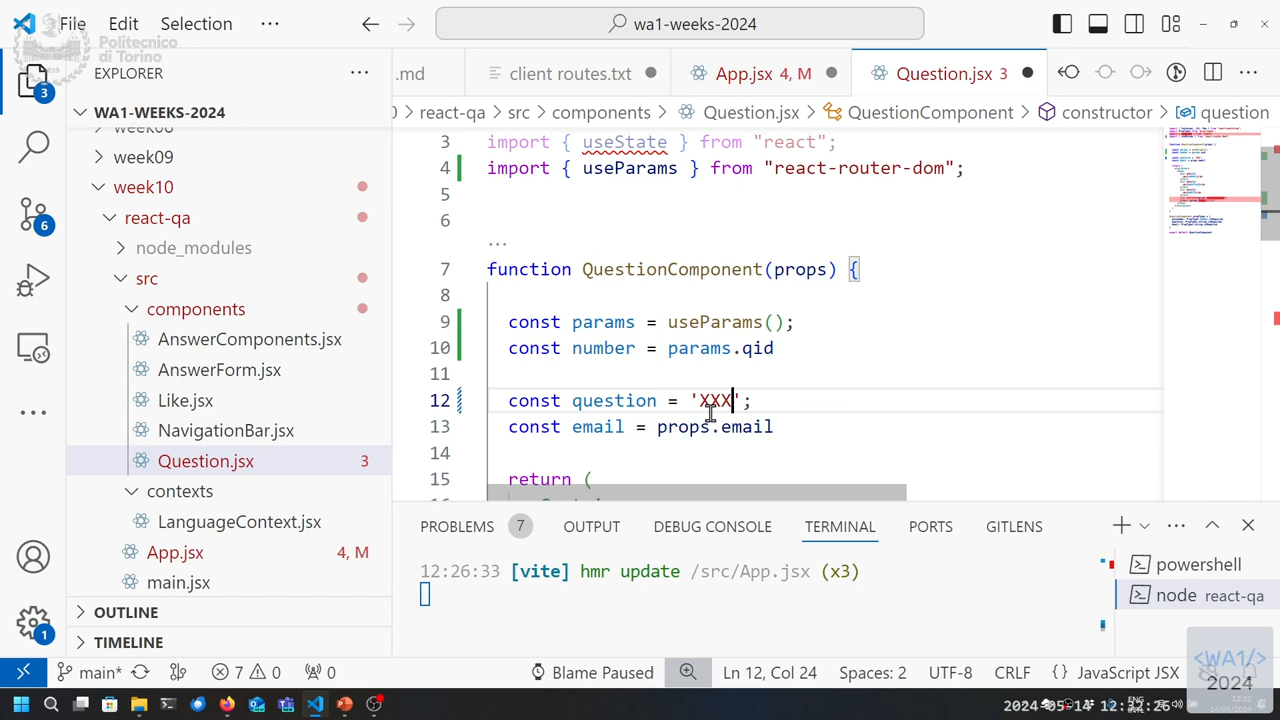 Politecnico
di Torino
File Edit Selection ··· wa1-weeks-2024
EXPLORER ···
WA1-WEEKS-2024
week09
week10
react-qa
node_modules
src
components
AnswerComponents.jsx
AnswerForm.jsx
Like.jsx
NavigationBar.jsx
Question.jsx 3
contexts
LanguageContext.jsx
App.jsx 4, M
main.jsx
OUTLINE
TIMELINE
3
6
1
.md client routes.txt App.jsx 4, M Question.jsx 3 ···
react-qa > src > components > Question.jsx > QuestionComponent > constructor > question
3 import { useState } from "react";
4 import { useParams } from "react-router-dom";
5
6
···
7 function QuestionComponent(props) {
8
9 const params = useParams();
10 const number = params.qid
11
12 const question = 'XXX';
13 const email = props.email
14
15 return (
PROBLEMS 7 OUTPUT DEBUG CONSOLE TERMINAL PORTS GITLENS ···
12:26:33 [vite] hmr update /src/App.jsx (x3)
powershell
node react-qa
main* 7 0 0 Blame Paused Ln 12, Col 24 Spaces: 2 UTF-8 CRLF {} JavaScript JSX
<WA1/>
2024